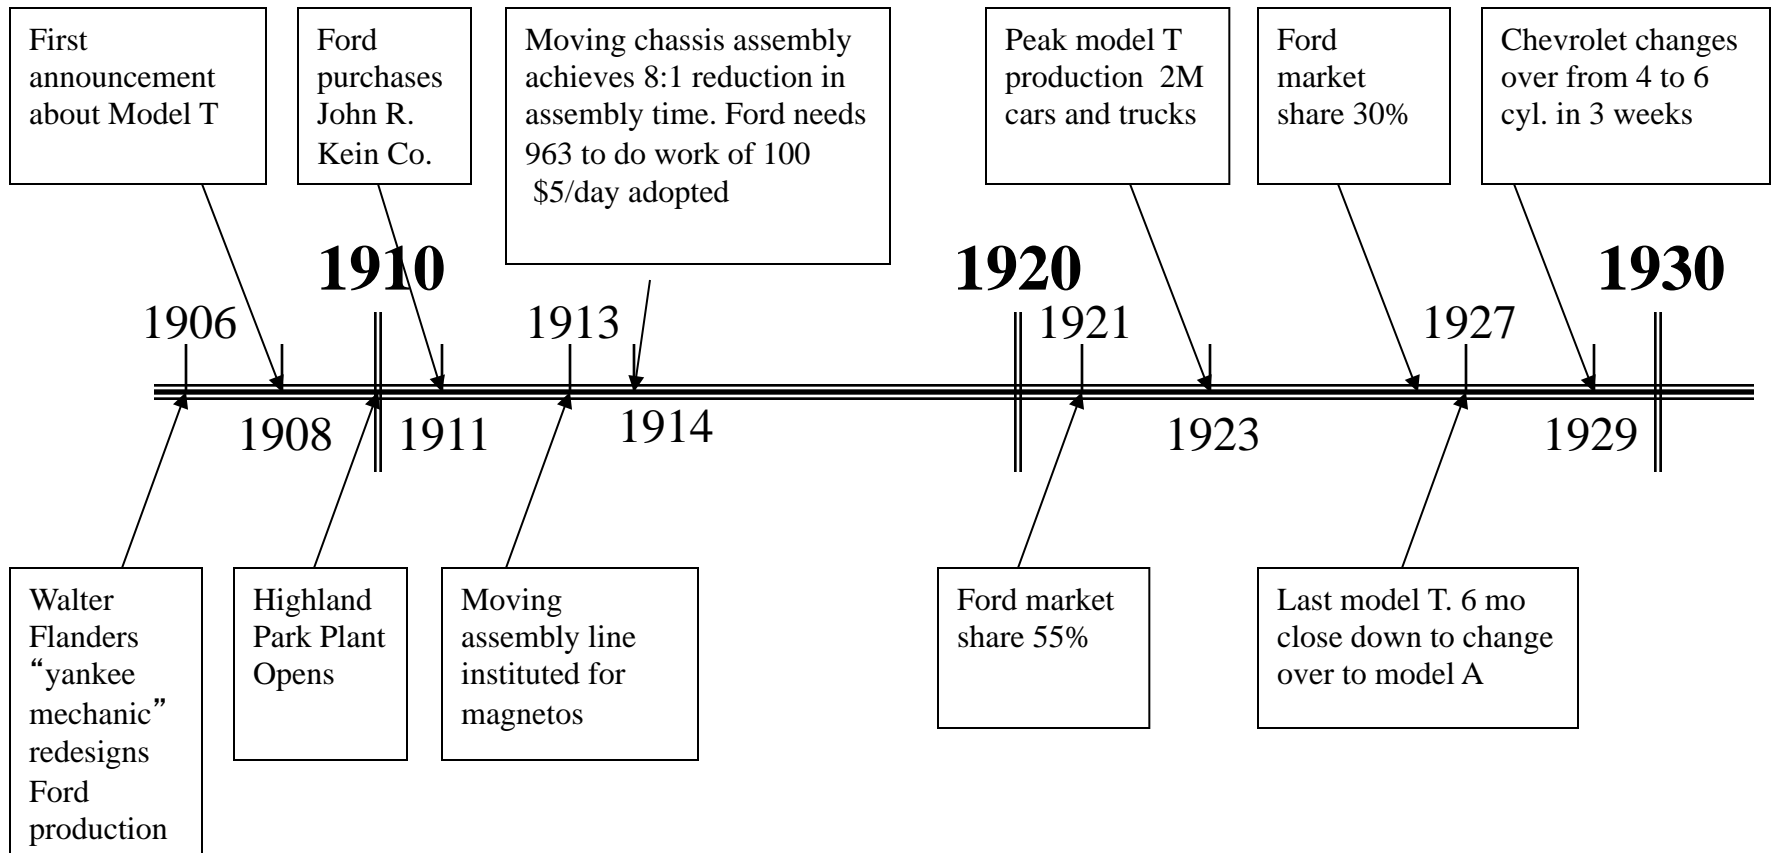 First
announcement
about Model T
Ford
purchases
John R.
Kein Co.
Moving chassis assembly
achieves 8:1 reduction in
assembly time. Ford needs
963 to do work of 100
$5/day adopted
Peak model T
production 2M
cars and trucks
Ford
market
share 30%
Chevrolet changes
over from 4 to 6
cyl. in 3 weeks
1910
1920
1930
1906
1913
1921
1927
1908
1911
1914
1923
1929
Walter
Flanders
“yankee
mechanic”
redesigns
Ford
production
Highland
Park Plant
Opens
Moving
assembly line
instituted for
magnetos
Ford market
share 55%
Last model T. 6 mo
close down to change
over to model A